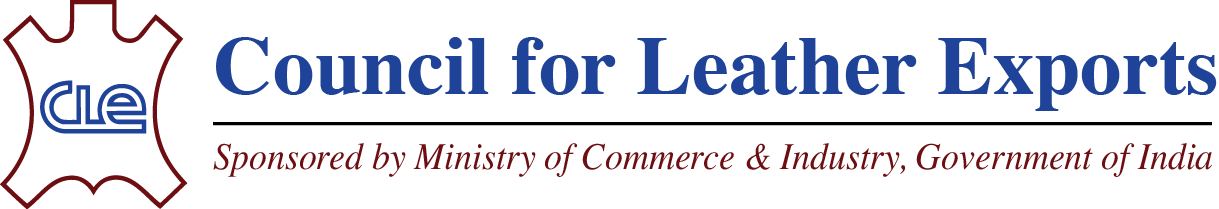 CLE
Council for Leather Exports
Sponsored by Ministry of Commerce & Industry, Government of India